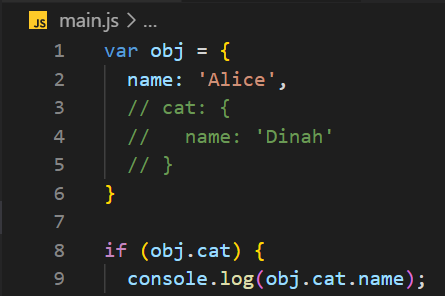 JS main.js > ...
1 var obj = {
2   name: 'Alice',
3   // cat: {
4   //   name: 'Dinah'
5   // }
6 }
7
8 if (obj.cat) {
9   console.log(obj.cat.name);